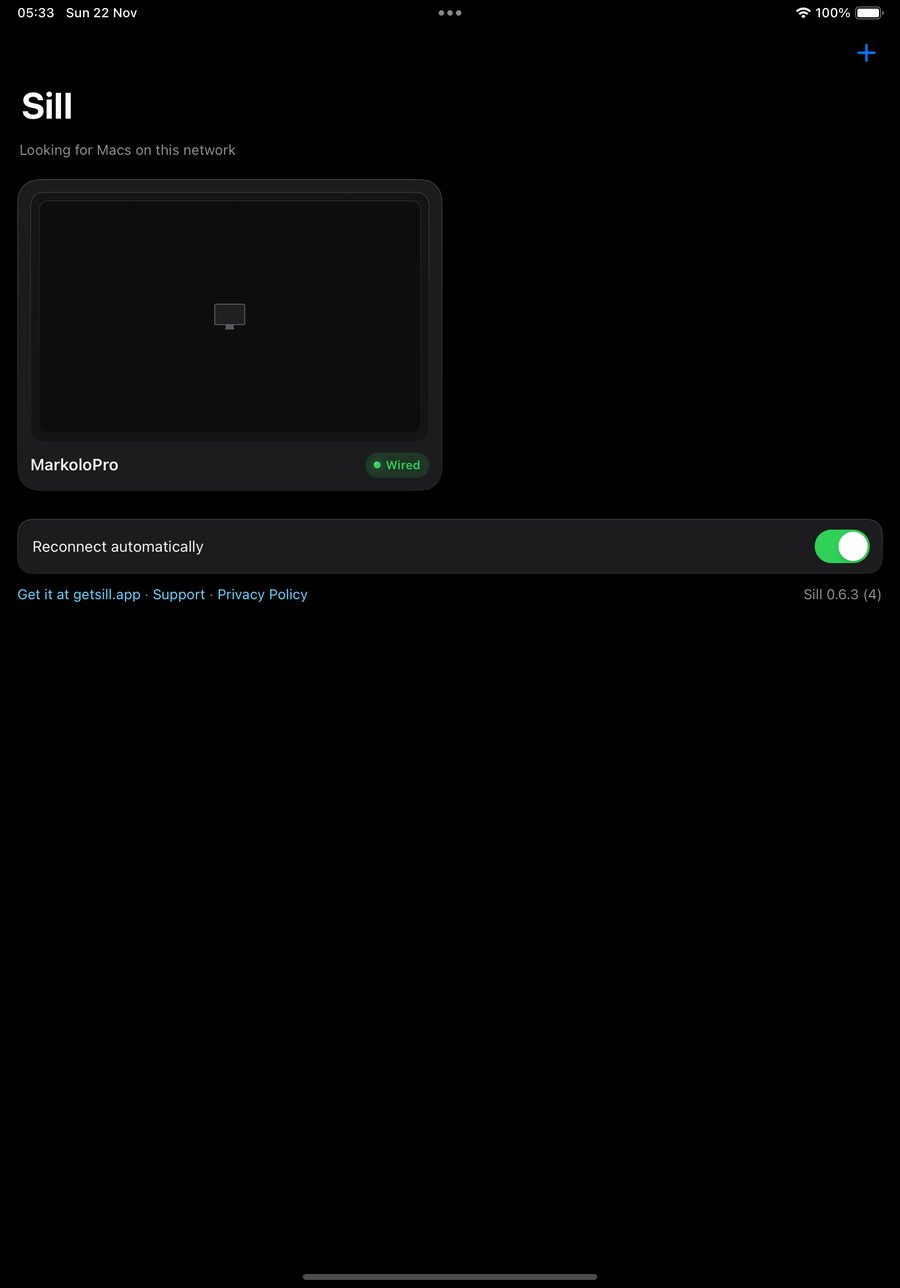 05:33 Sun 22 Nov
100%
Sill
Looking for Macs on this network
MarkoloPro
Wired
Reconnect automatically
Get it at getsill.app · Support · Privacy Policy
Sill 0.6.3 (4)